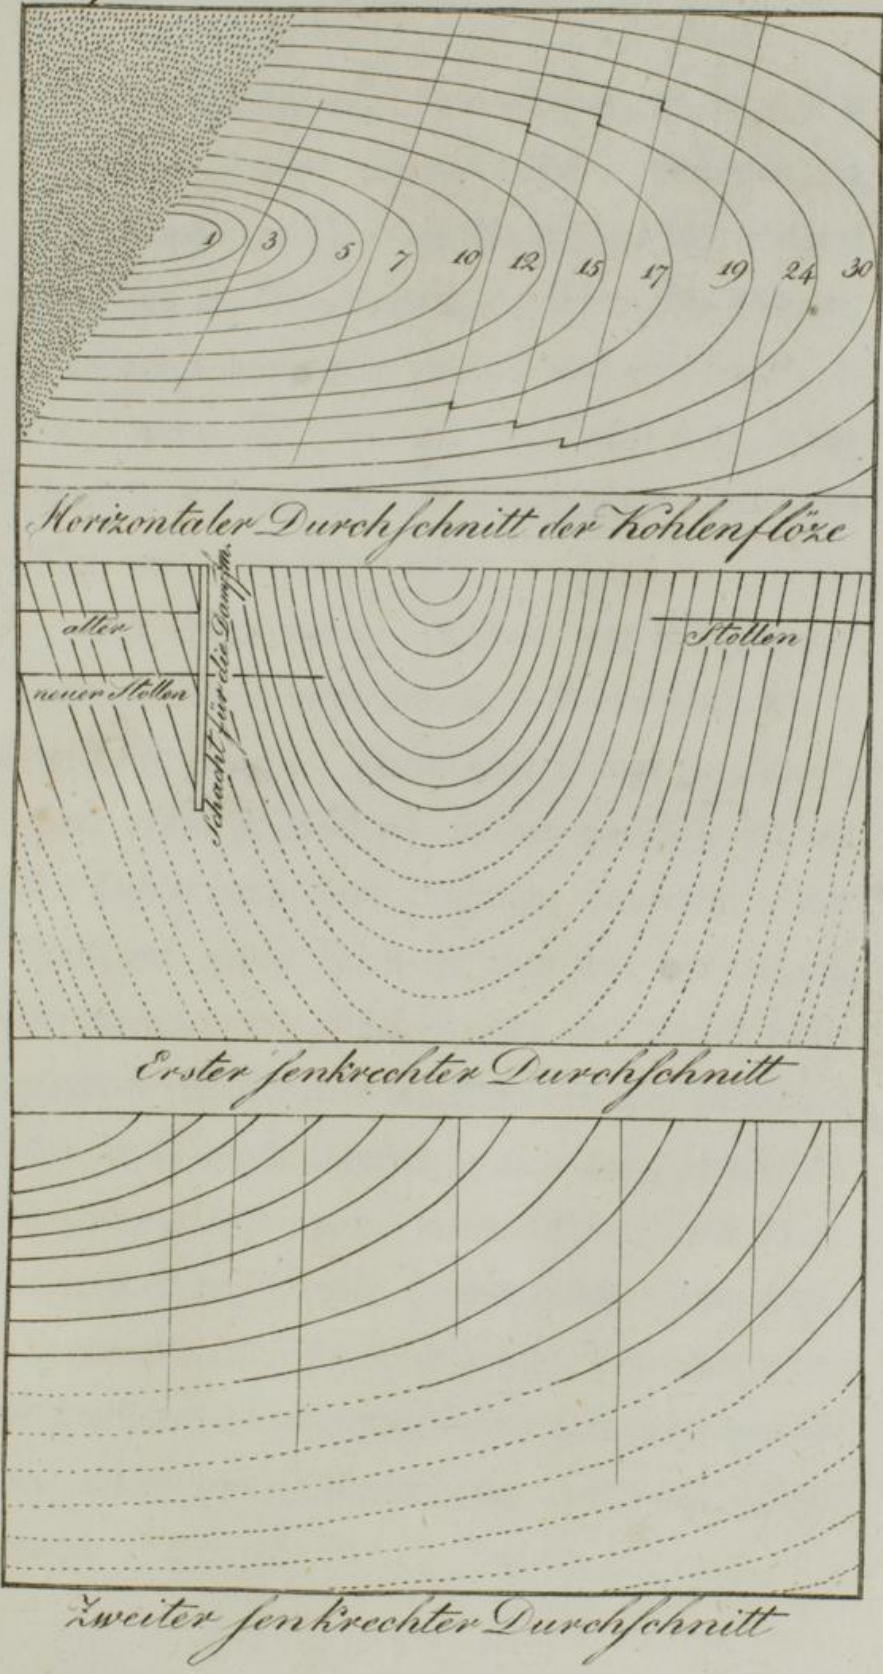 1 3 5 7 10 12 15 17 19 24 30
Horizontaler Durchſchnitt der Kohlenflöze
alter
neuer Stollen
Schacht für die Dampfm.
Stollen
Erster ſenkrechter Durchſchnitt
Zweiter ſenkrechter Durchſchnitt